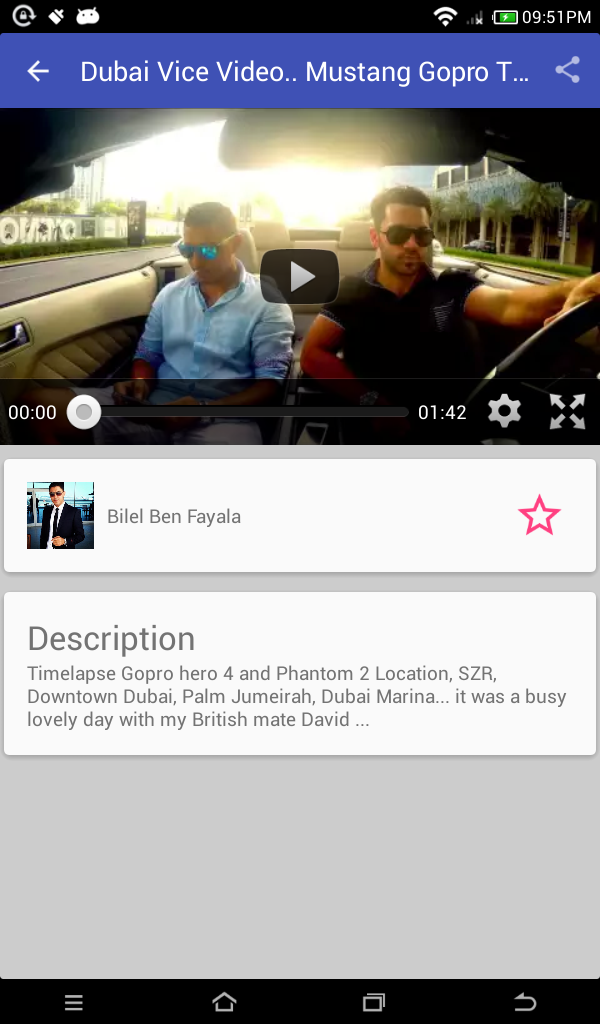 09:51PM
Dubai Vice Video.. Mustang Gopro T...
00:00
01:42
Bilel Ben Fayala
Description
Timelapse Gopro hero 4 and Phantom 2 Location, SZR,
Downtown Dubai, Palm Jumeirah, Dubai Marina... it was a busy
lovely day with my British mate David ...